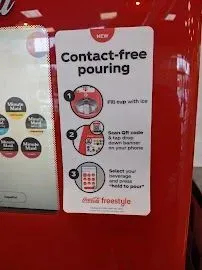 NEW
Contact-free
pouring
1
Fill cup with ice
2
Scan QR code
& tap drop
down banner
on your phone
3
Select your
beverage
and press
"hold to pour"
Coca-Cola freestyle
Minute
Maid
Minute
Maid
Minute
Maid